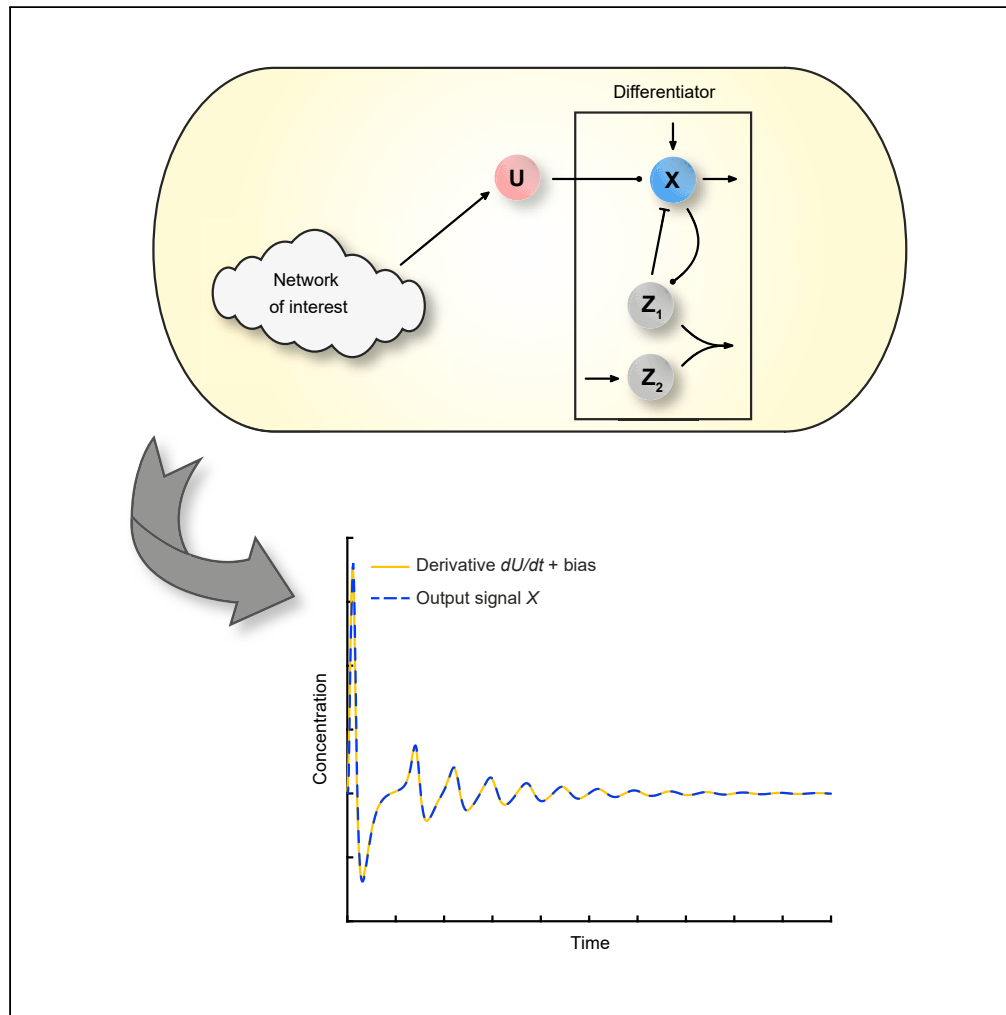 Differentiator
U
X
Network
of interest
Z1
Z2
Derivative dU/dt + bias
Output signal X
Concentration
Time